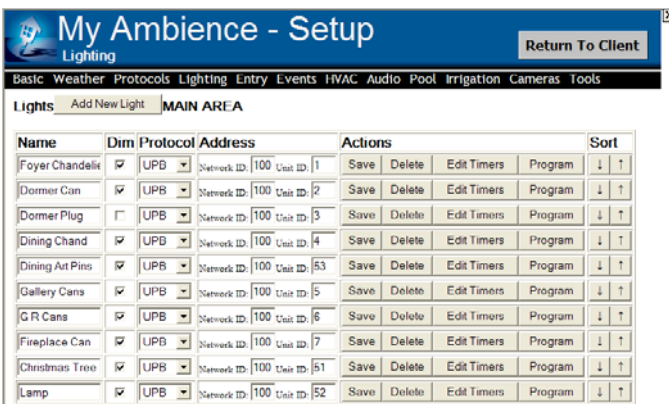 My Ambience - Setup
Lighting
Return To Client
Basic Weather Protocols Lighting Entry Events HVAC Audio Pool Irrigation Cameras Tools
Lights Add New Light MAIN AREA
Name Dim Protocol Address Actions Sort
Foyer Chandelie UPB Network ID: 100 Unit ID: 1 Save Delete Edit Timers Program ↓ ↑
Dormer Can UPB Network ID: 100 Unit ID: 2 Save Delete Edit Timers Program ↓ ↑
Dormer Plug UPB Network ID: 100 Unit ID: 3 Save Delete Edit Timers Program ↓ ↑
Dining Chand UPB Network ID: 100 Unit ID: 4 Save Delete Edit Timers Program ↓ ↑
Dining Art Pins UPB Network ID: 100 Unit ID: 53 Save Delete Edit Timers Program ↓ ↑
Gallery Cans UPB Network ID: 100 Unit ID: 5 Save Delete Edit Timers Program ↓ ↑
G R Cans UPB Network ID: 100 Unit ID: 6 Save Delete Edit Timers Program ↓ ↑
Fireplace Can UPB Network ID: 100 Unit ID: 7 Save Delete Edit Timers Program ↓ ↑
Christmas Tree UPB Network ID: 100 Unit ID: 51 Save Delete Edit Timers Program ↓ ↑
Lamp UPB Network ID: 100 Unit ID: 52 Save Delete Edit Timers Program ↓ ↑